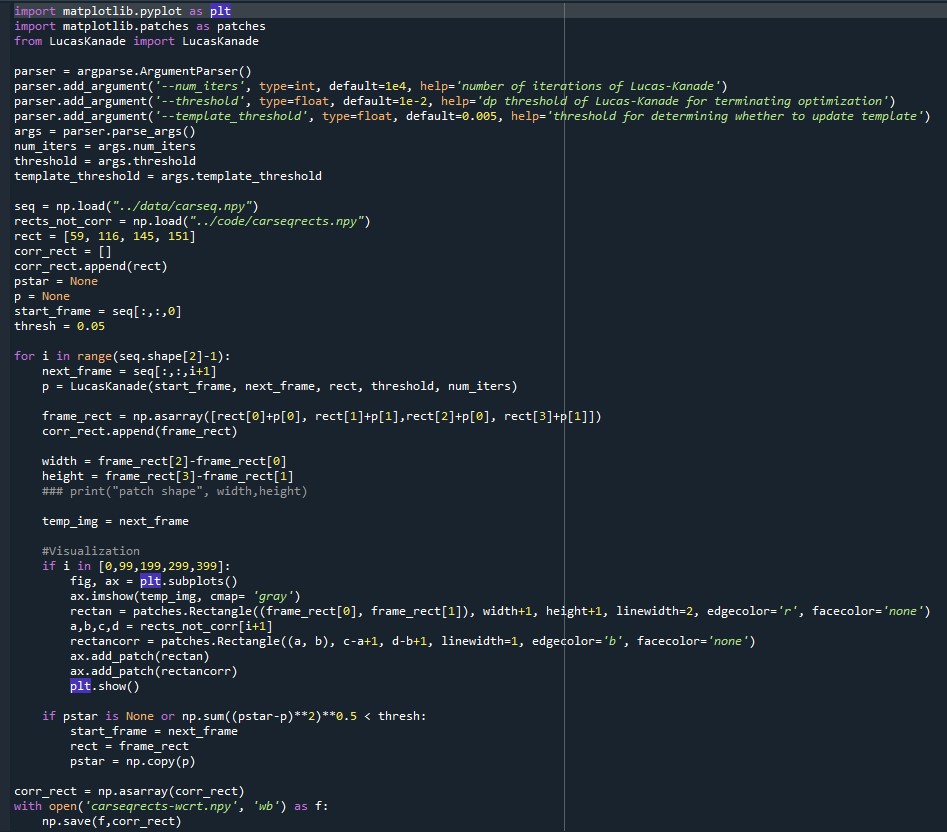 import matplotlib.pyplot as plt
import matplotlib.patches as patches
from LucasKanade import LucasKanade
parser = argparse.ArgumentParser()
parser.add_argument('--num_iters', type=int, default=1e4, help='number of iterations of Lucas-Kanade')
parser.add_argument('--threshold', type=float, default=1e-2, help='dp threshold of Lucas-Kanade for terminating optimization')
parser.add_argument('--template_threshold', type=float, default=0.005, help='threshold for determining whether to update template')
args = parser.parse_args()
num_iters = args.num_iters
threshold = args.threshold
template_threshold = args.template_threshold
seq = np.load("../data/carseq.npy")
rects_not_corr = np.load("../code/carseqrects.npy")
rect = [59, 116, 145, 151]
corr_rect = []
corr_rect.append(rect)
pstar = None
p = None
start_frame = seq[:,:,0]
thresh = 0.05
for i in range(seq.shape[2]-1):
    next_frame = seq[:,:,i+1]
    p = LucasKanade(start_frame, next_frame, rect, threshold, num_iters)
    frame_rect = np.asarray([rect[0]+p[0], rect[1]+p[1],rect[2]+p[0], rect[3]+p[1]])
    corr_rect.append(frame_rect)
    width = frame_rect[2]-frame_rect[0]
    height = frame_rect[3]-frame_rect[1]
    ### print("patch shape", width,height)
    temp_img = next_frame
    #Visualization
    if i in [0,99,199,299,399]:
        fig, ax = plt.subplots()
        ax.imshow(temp_img, cmap= 'gray')
        rectan = patches.Rectangle((frame_rect[0], frame_rect[1]), width+1, height+1, linewidth=2, edgecolor='r', facecolor='none')
        a,b,c,d = rects_not_corr[i+1]
        rectancorr = patches.Rectangle((a, b), c-a+1, d-b+1, linewidth=1, edgecolor='b', facecolor='none')
        ax.add_patch(rectan)
        ax.add_patch(rectancorr)
        plt.show()
    if pstar is None or np.sum((pstar-p)**2)**0.5 < thresh:
        start_frame = next_frame
        rect = frame_rect
        pstar = np.copy(p)
corr_rect = np.asarray(corr_rect)
with open('carseqrects-wcrt.npy', 'wb') as f:
    np.save(f,corr_rect)